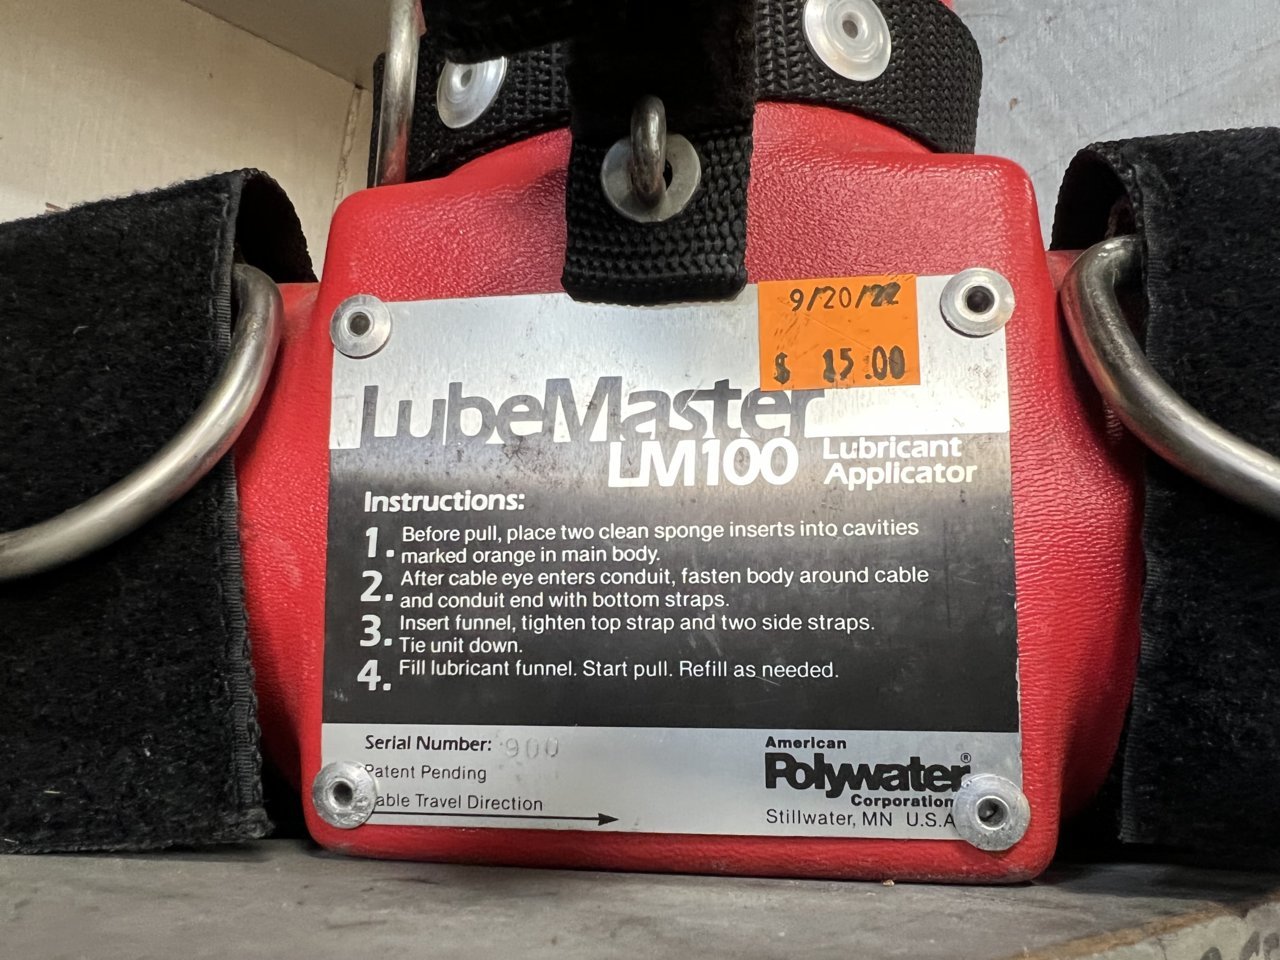 9/20/22
$ 15.00
LubeMaster
LM100 Lubricant
Applicator
Instructions:
1. Before pull, place two clean sponge inserts into cavities
marked orange in main body.
2. After cable eye enters conduit, fasten body around cable
and conduit end with bottom straps.
3. Insert funnel, tighten top strap and two side straps.
Tie unit down.
4. Fill lubricant funnel. Start pull. Refill as needed.
Serial Number: 900
Patent Pending
Cable Travel Direction
American
Polywater®
Corporation
Stillwater, MN U.S.A